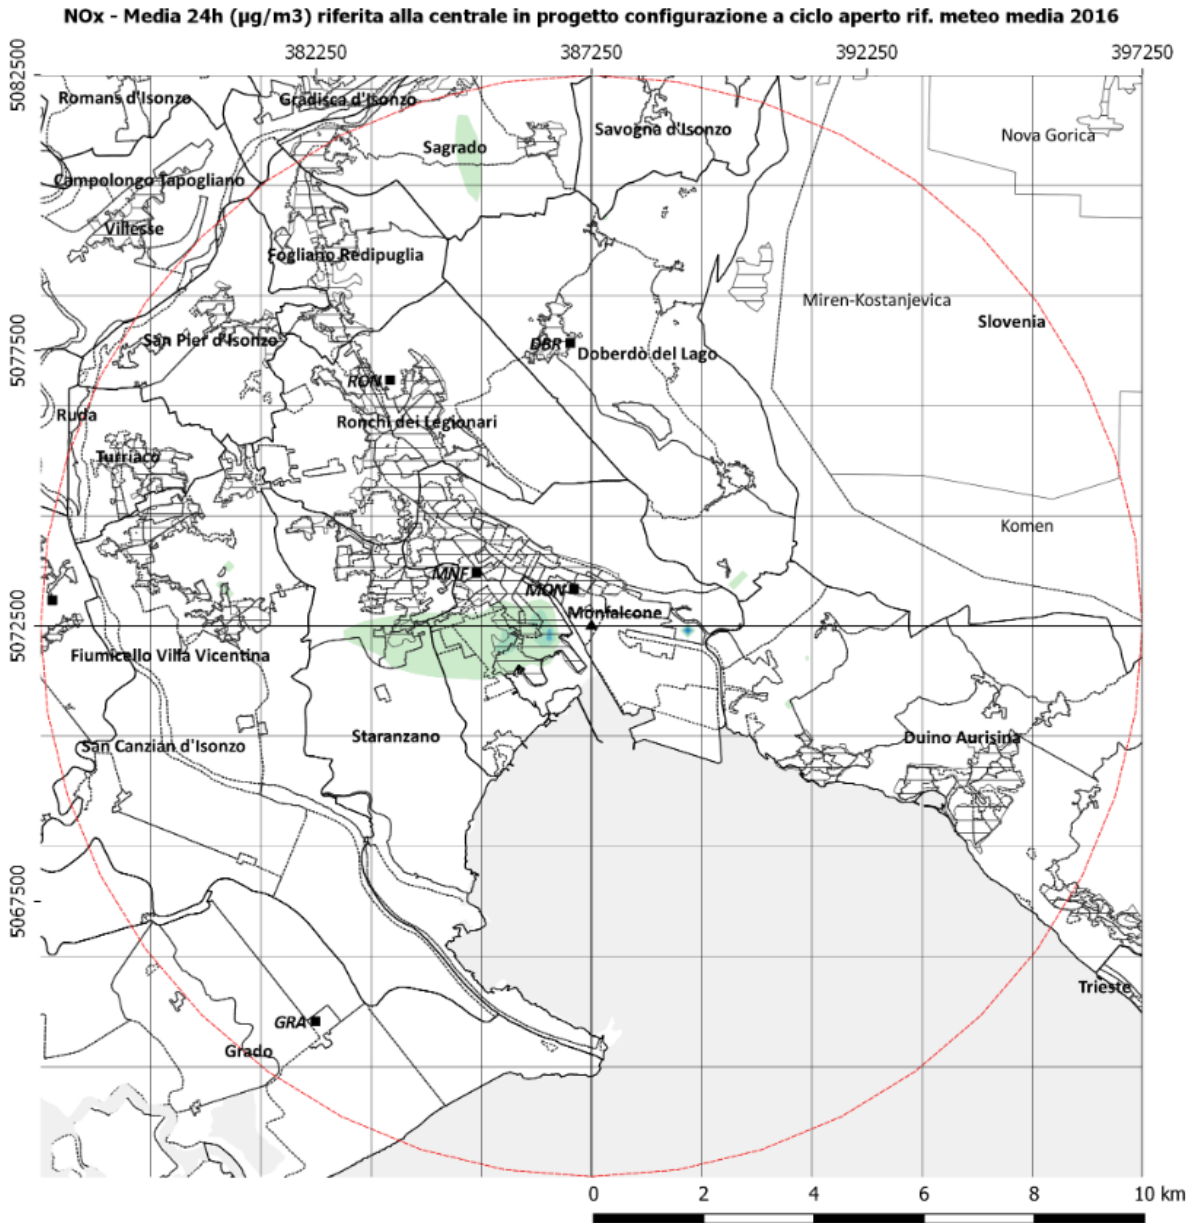 NOx - Media 24h (µg/m3) riferita alla centrale in progetto configurazione a ciclo aperto rif. meteo media 2016
382250 387250 392250 397250
5082500
Romans d'Isonzo
Gradisca d'Isonzo
Savogna d'Isonzo
Nova Gorica
Sagrado
Campolongo Tapogliano
Villesse
Fogliano Redipuglia
Miren-Kostanjevica
Slovenia
5077500
San Pier d'Isonzo
DBR
Doberdò del Lago
RON
Ruda
Ronchi dei Legionari
Turriaco
Komen
MNF
MON
Monfalcone
5072500
Fiumicello Villa Vicentina
Staranzano
Duino Aurisina
San Canzian d'Isonzo
5067500
Trieste
GRA
Grado
0 2 4 6 8 10 km